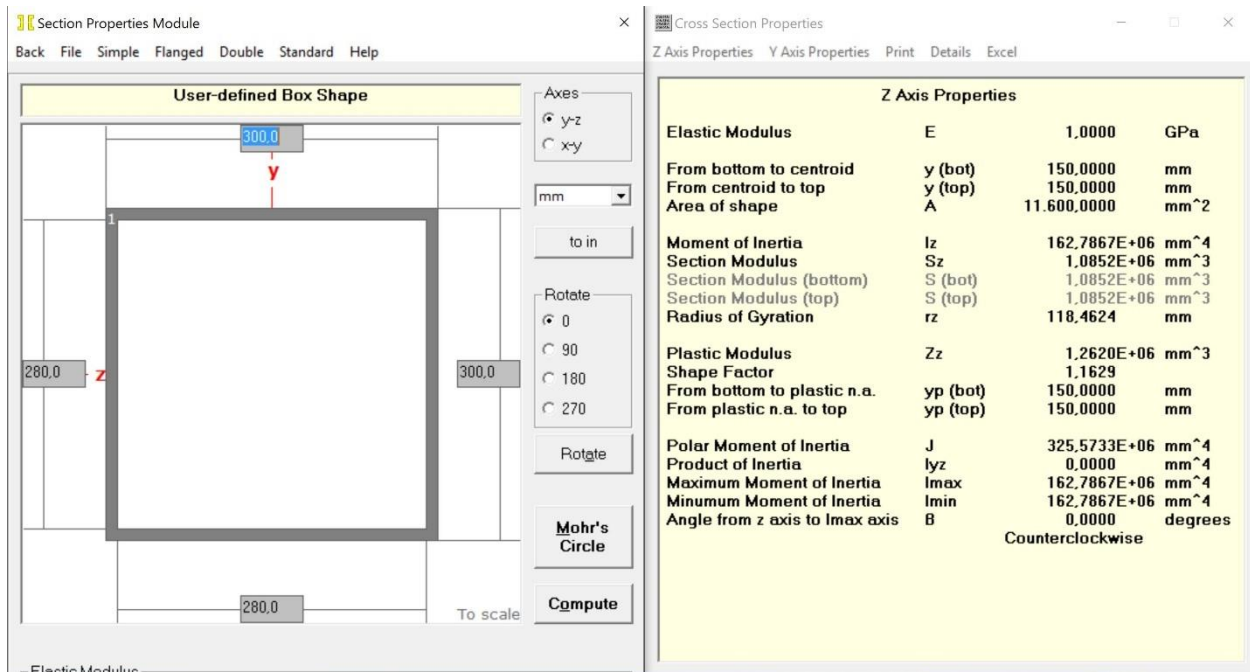 Section Properties Module
Back File Simple Flanged Double Standard Help
User-defined Box Shape
300,0
y
1
280,0
z
300,0
280,0
To scale
Axes
y-z
x-y
mm
to in
Rotate
0
90
180
270
Rotate
Mohr's
Circle
Compute
Elastic Modulus
Cross Section Properties
Z Axis Properties Y Axis Properties Print Details Excel
Z Axis Properties
Elastic Modulus E 1,0000 GPa
From bottom to centroid y (bot) 150,0000 mm
From centroid to top y (top) 150,0000 mm
Area of shape A 11.600,0000 mm^2
Moment of Inertia Iz 162,7867E+06 mm^4
Section Modulus Sz 1,0852E+06 mm^3
Section Modulus (bottom) S (bot) 1,0852E+06 mm^3
Section Modulus (top) S (top) 1,0852E+06 mm^3
Radius of Gyration rz 118,4624 mm
Plastic Modulus Zz 1,2620E+06 mm^3
Shape Factor 1,1629
From bottom to plastic n.a. yp (bot) 150,0000 mm
From plastic n.a. to top yp (top) 150,0000 mm
Polar Moment of Inertia J 325,5733E+06 mm^4
Product of Inertia Iyz 0,0000 mm^4
Maximum Moment of Inertia Imax 162,7867E+06 mm^4
Minumum Moment of Inertia Imin 162,7867E+06 mm^4
Angle from z axis to Imax axis B 0,0000 degrees
Counterclockwise